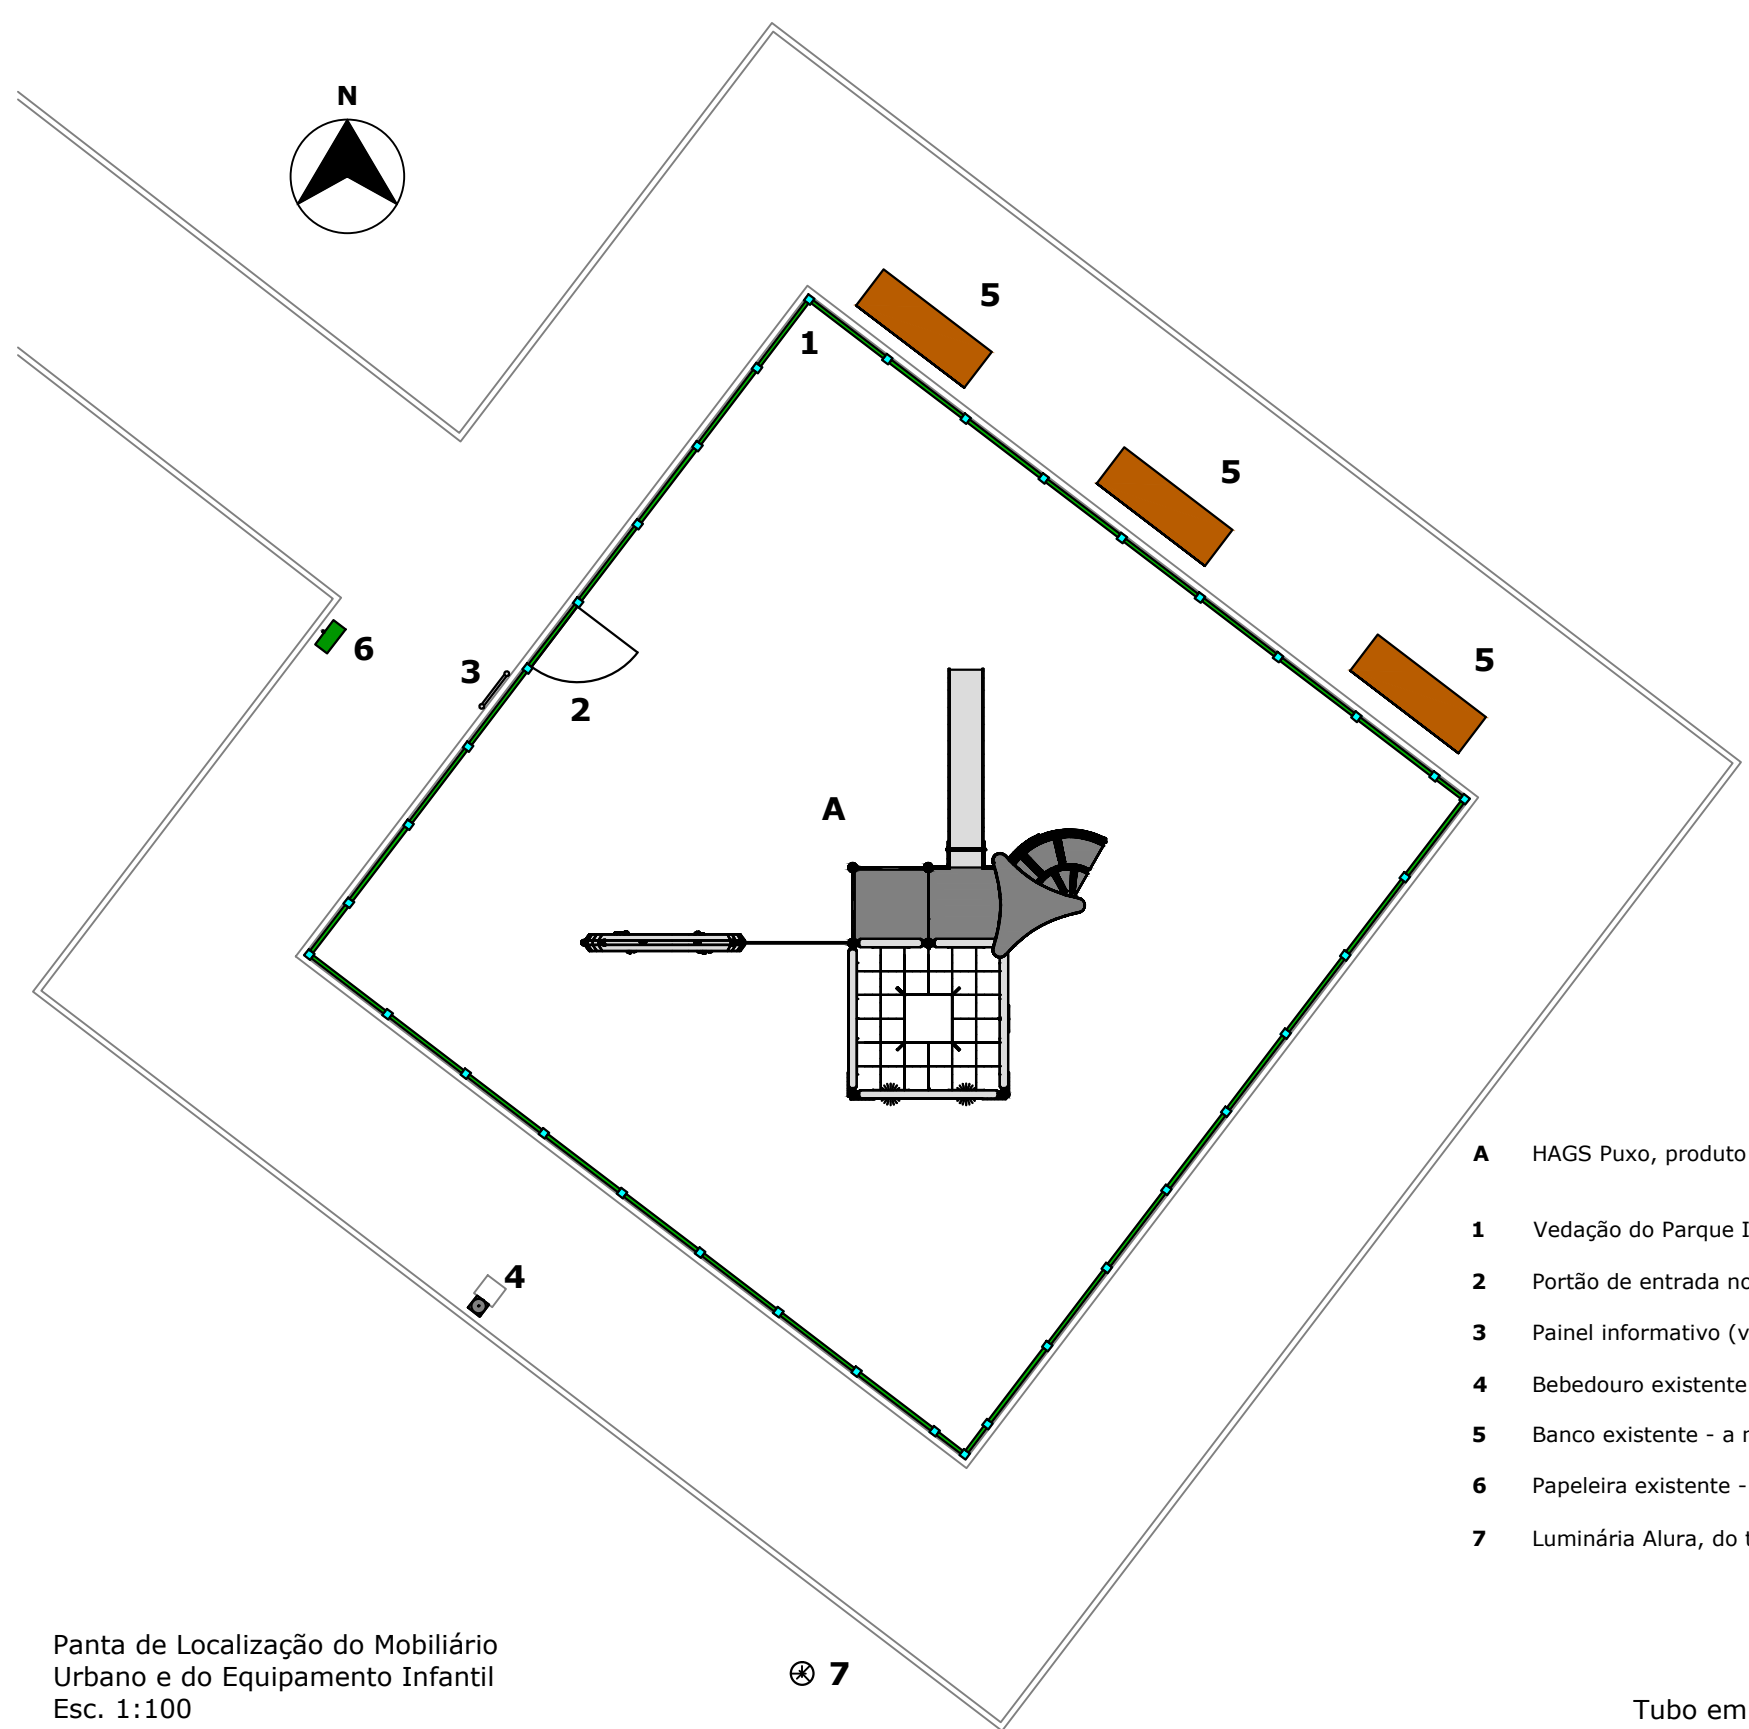 N
5
1
5
5
6
3
2
A
4
A HAGS Puxo, produto
1 Vedação do Parque I
2 Portão de entrada no
3 Painel informativo (v
4 Bebedouro existente
5 Banco existente - a
6 Papeleira existente -
7 Luminária Alura, do
Panta de Localização do Mobiliário
Urbano e do Equipamento Infantil
Esc. 1:100
7
Tubo em